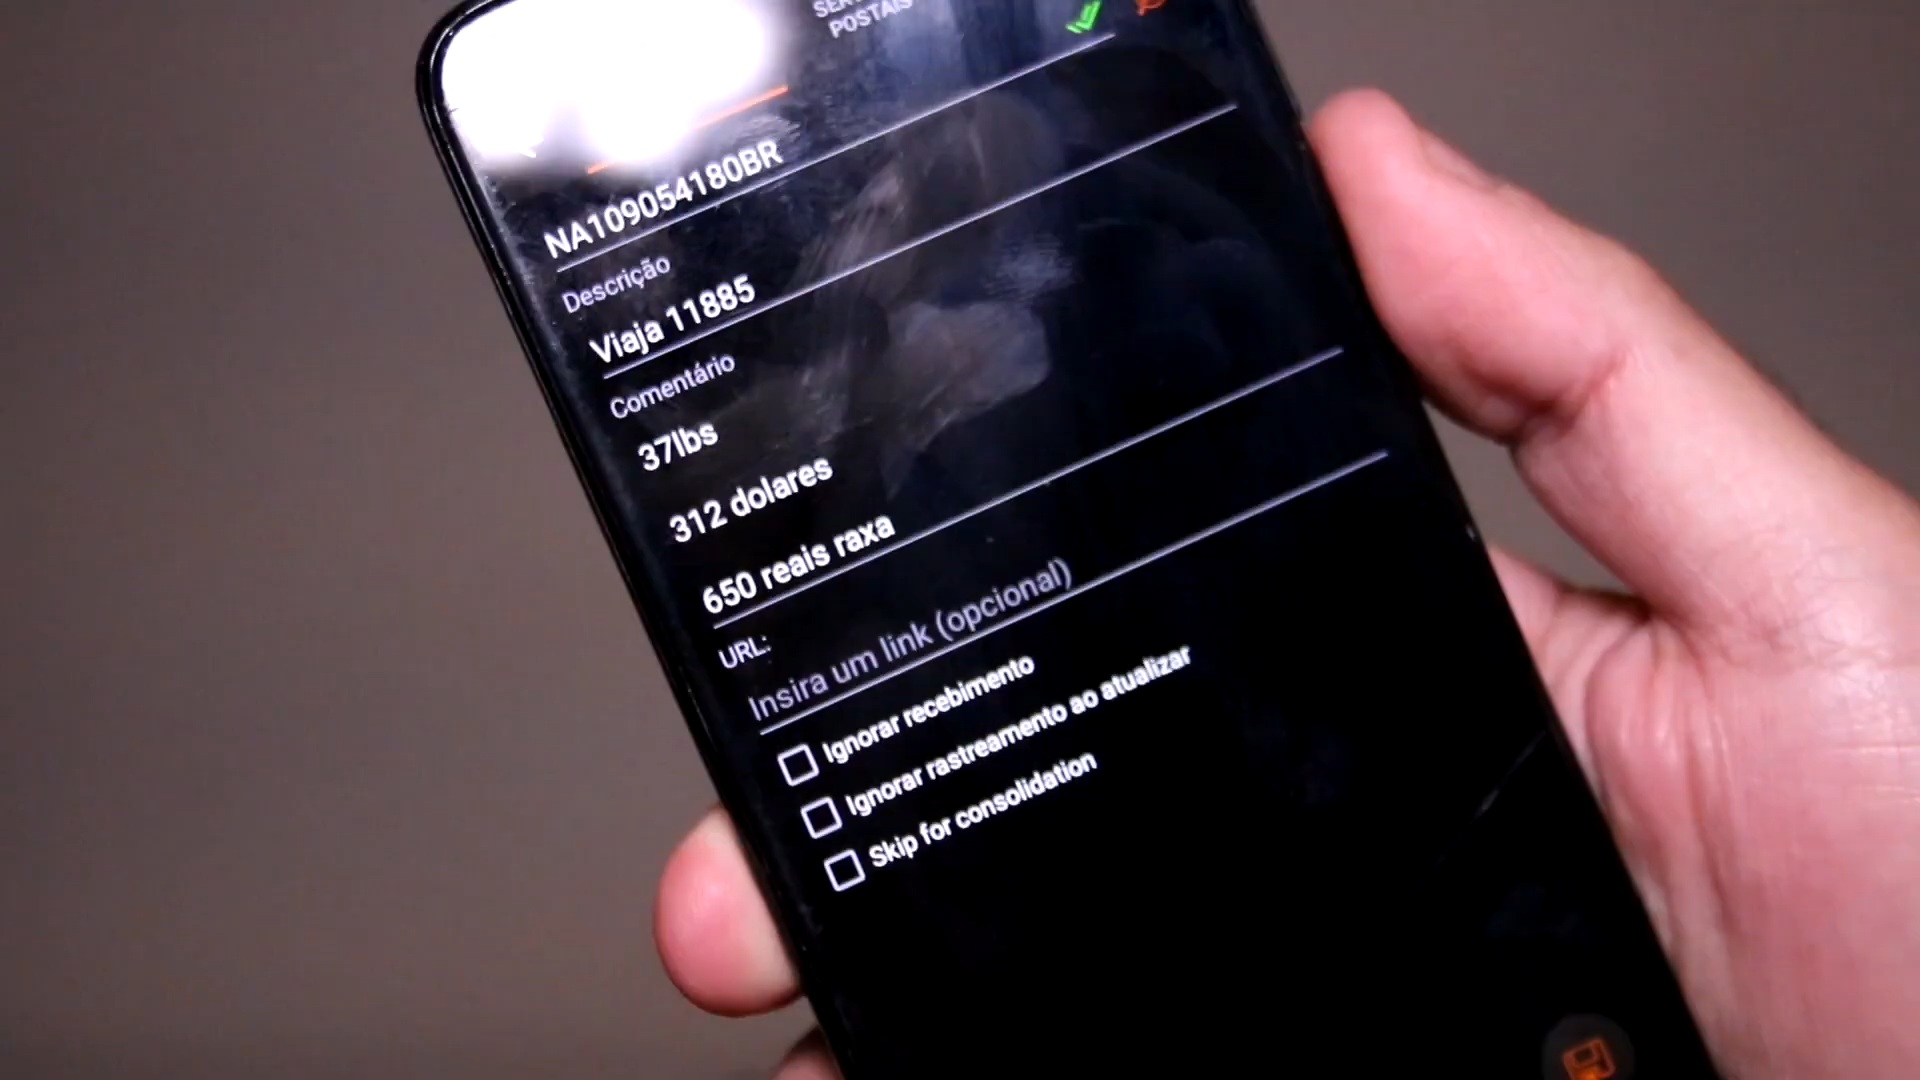 POSTAIS
NA109054180BR
Descrição
Viaja 11885
Comentário
37lbs
312 dolares
650 reais raxa
URL:
Insira um link (opcional)
Ignorar recebimento
Ignorar rastreamento ao atualizar
Skip for consolidation